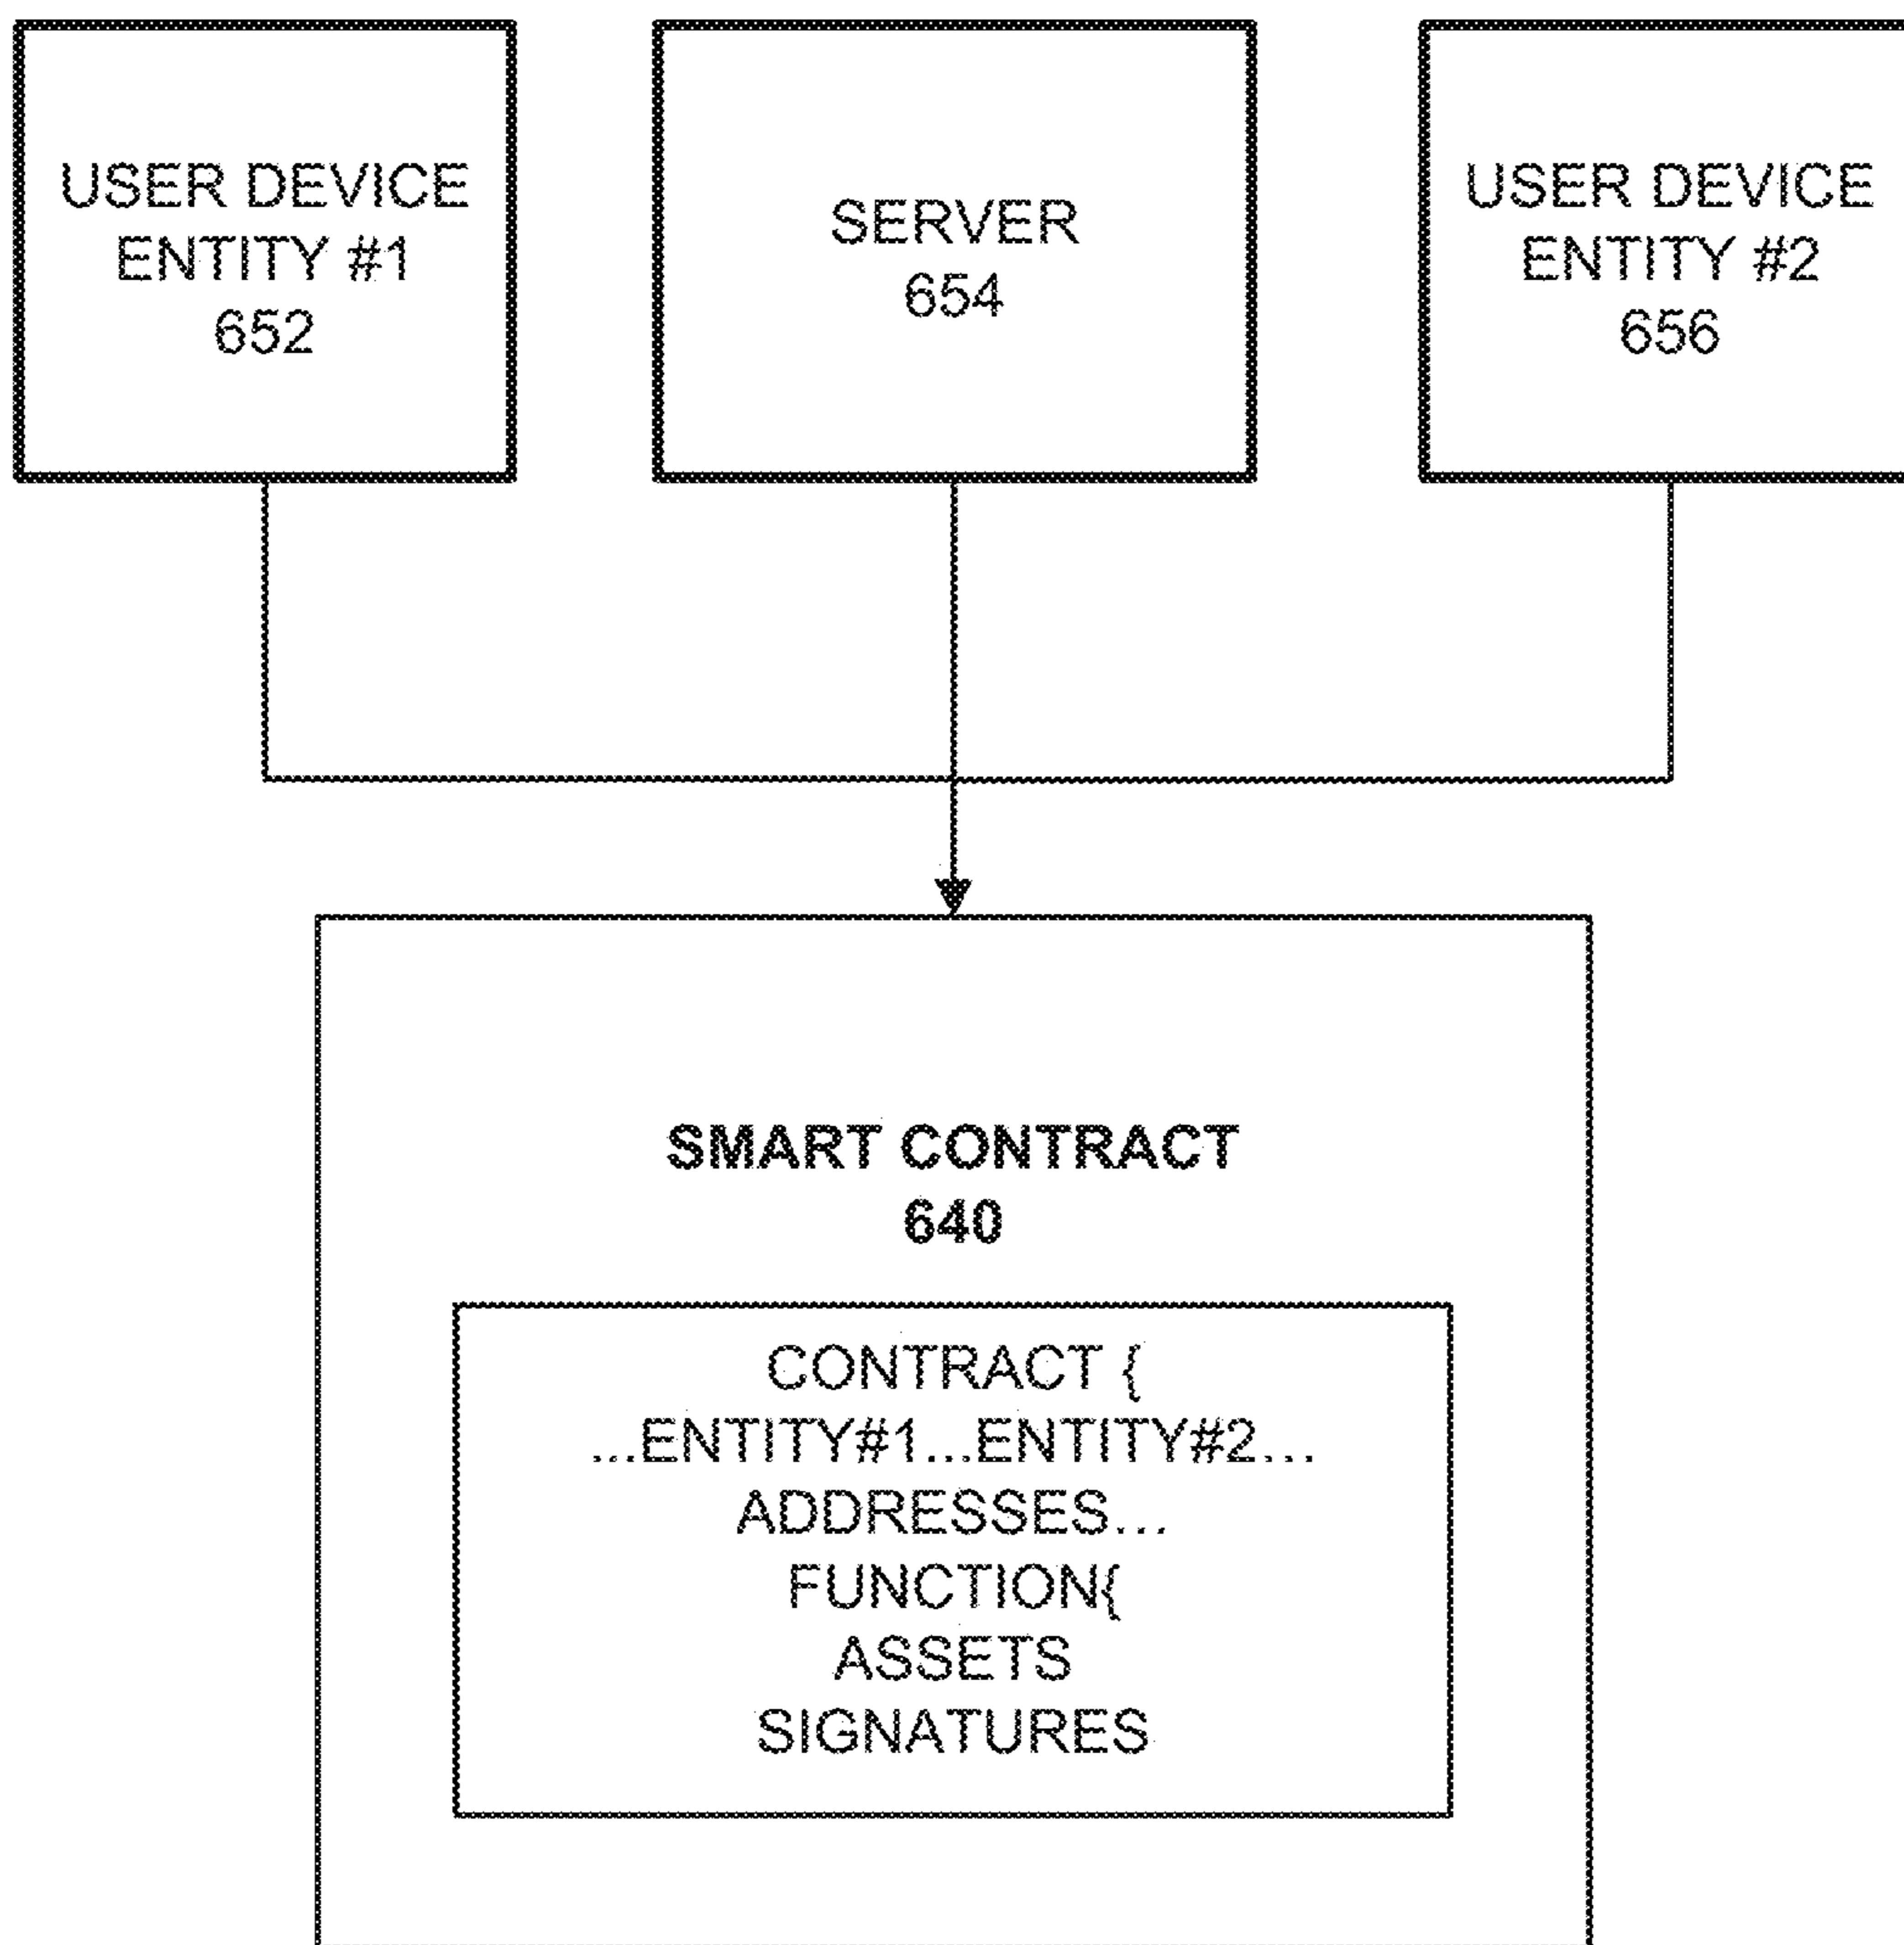 USER DEVICE
ENTITY #1
652
SERVER
654
USER DEVICE
ENTITY #2
656
SMART CONTRACT
640
CONTRACT {
...ENTITY#1...ENTITY#2...
ADDRESSES...
FUNCTION{
ASSETS
SIGNATURES